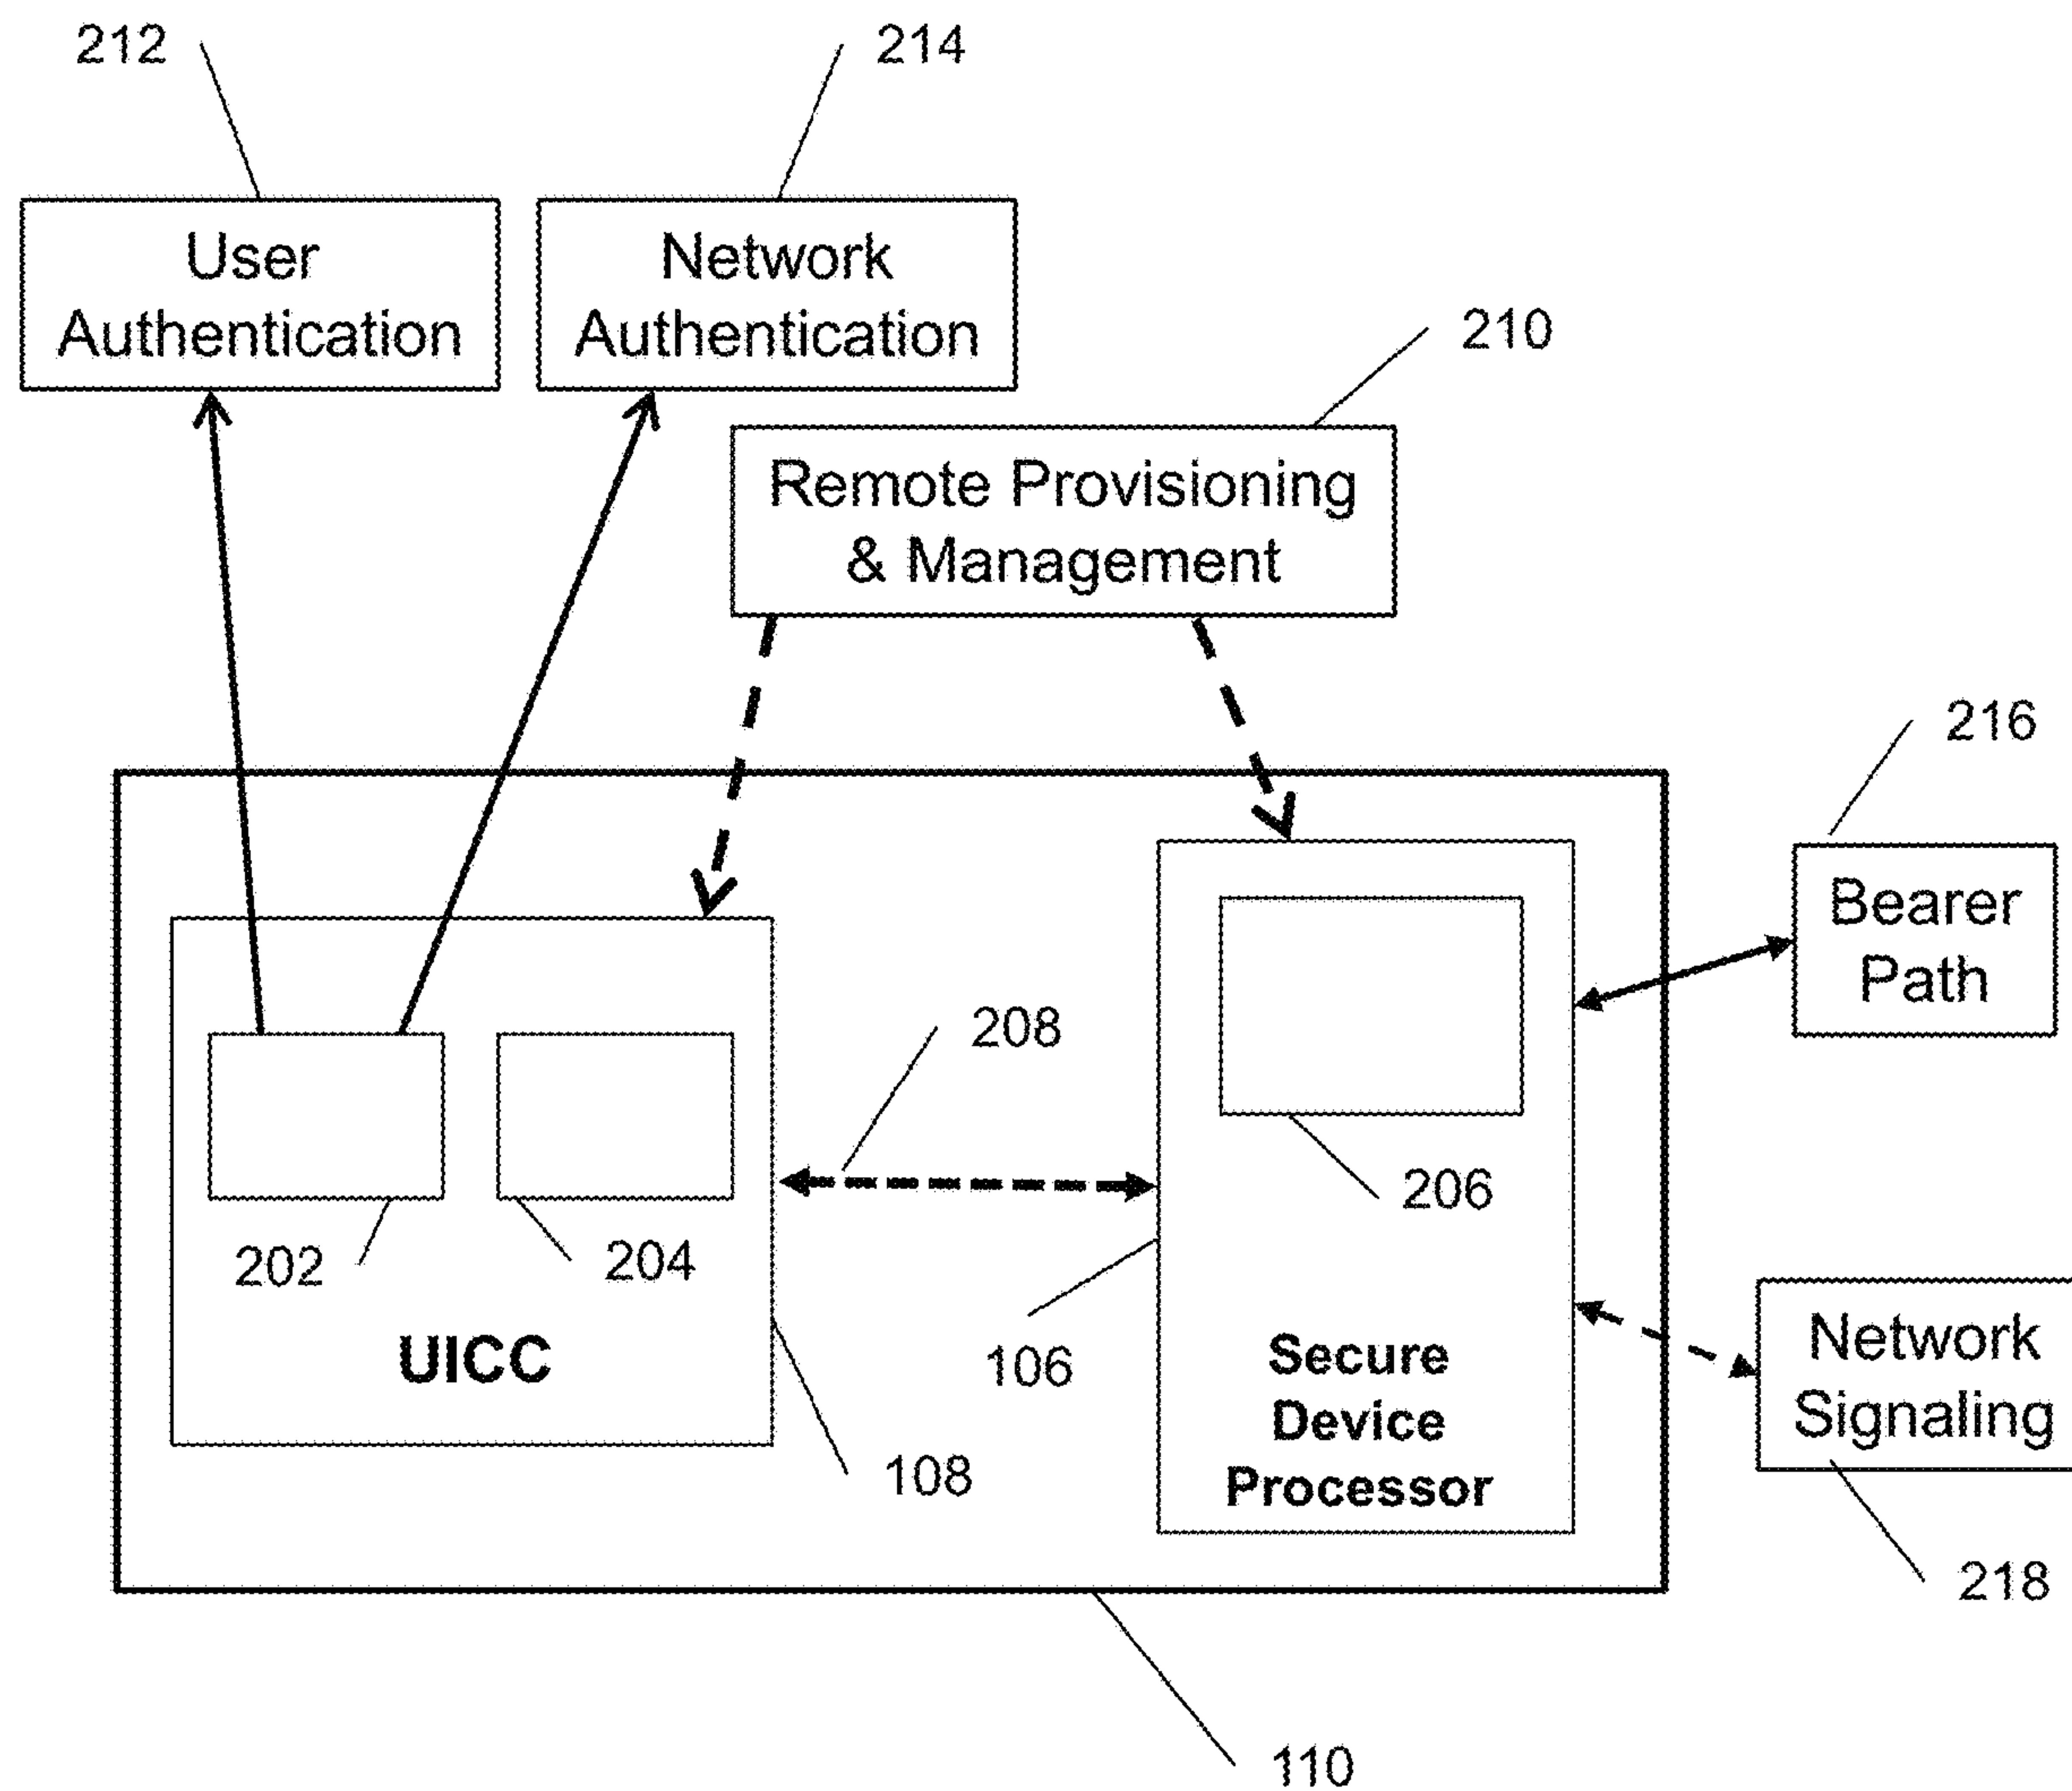 212
214
User
Authentication
Network
Authentication
210
Remote Provisioning
& Management
216
Bearer
Path
208
206
202
204
UICC
106
Secure
Device
Processor
108
Network
Signaling
218
110